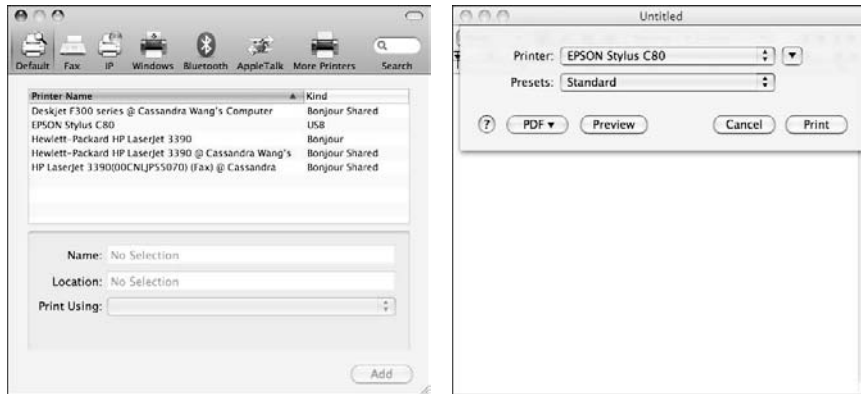 Default Fax IP Windows Bluetooth AppleTalk More Printers Search
Printer Name Kind
Deskjet F300 series @ Cassandra Wang's Computer Bonjour Shared
EPSON Stylus C80 USB
Hewlett-Packard HP LaserJet 3390 Bonjour
Hewlett-Packard HP LaserJet 3390 @ Cassandra Wang's Bonjour Shared
HP LaserJet 3390(00CNLJPS5070) (Fax) @ Cassandra Bonjour Shared
Name: No Selection
Location: No Selection
Print Using:
Add
Untitled
Printer: EPSON Stylus C80
Presets: Standard
? PDF ▾ Preview Cancel Print